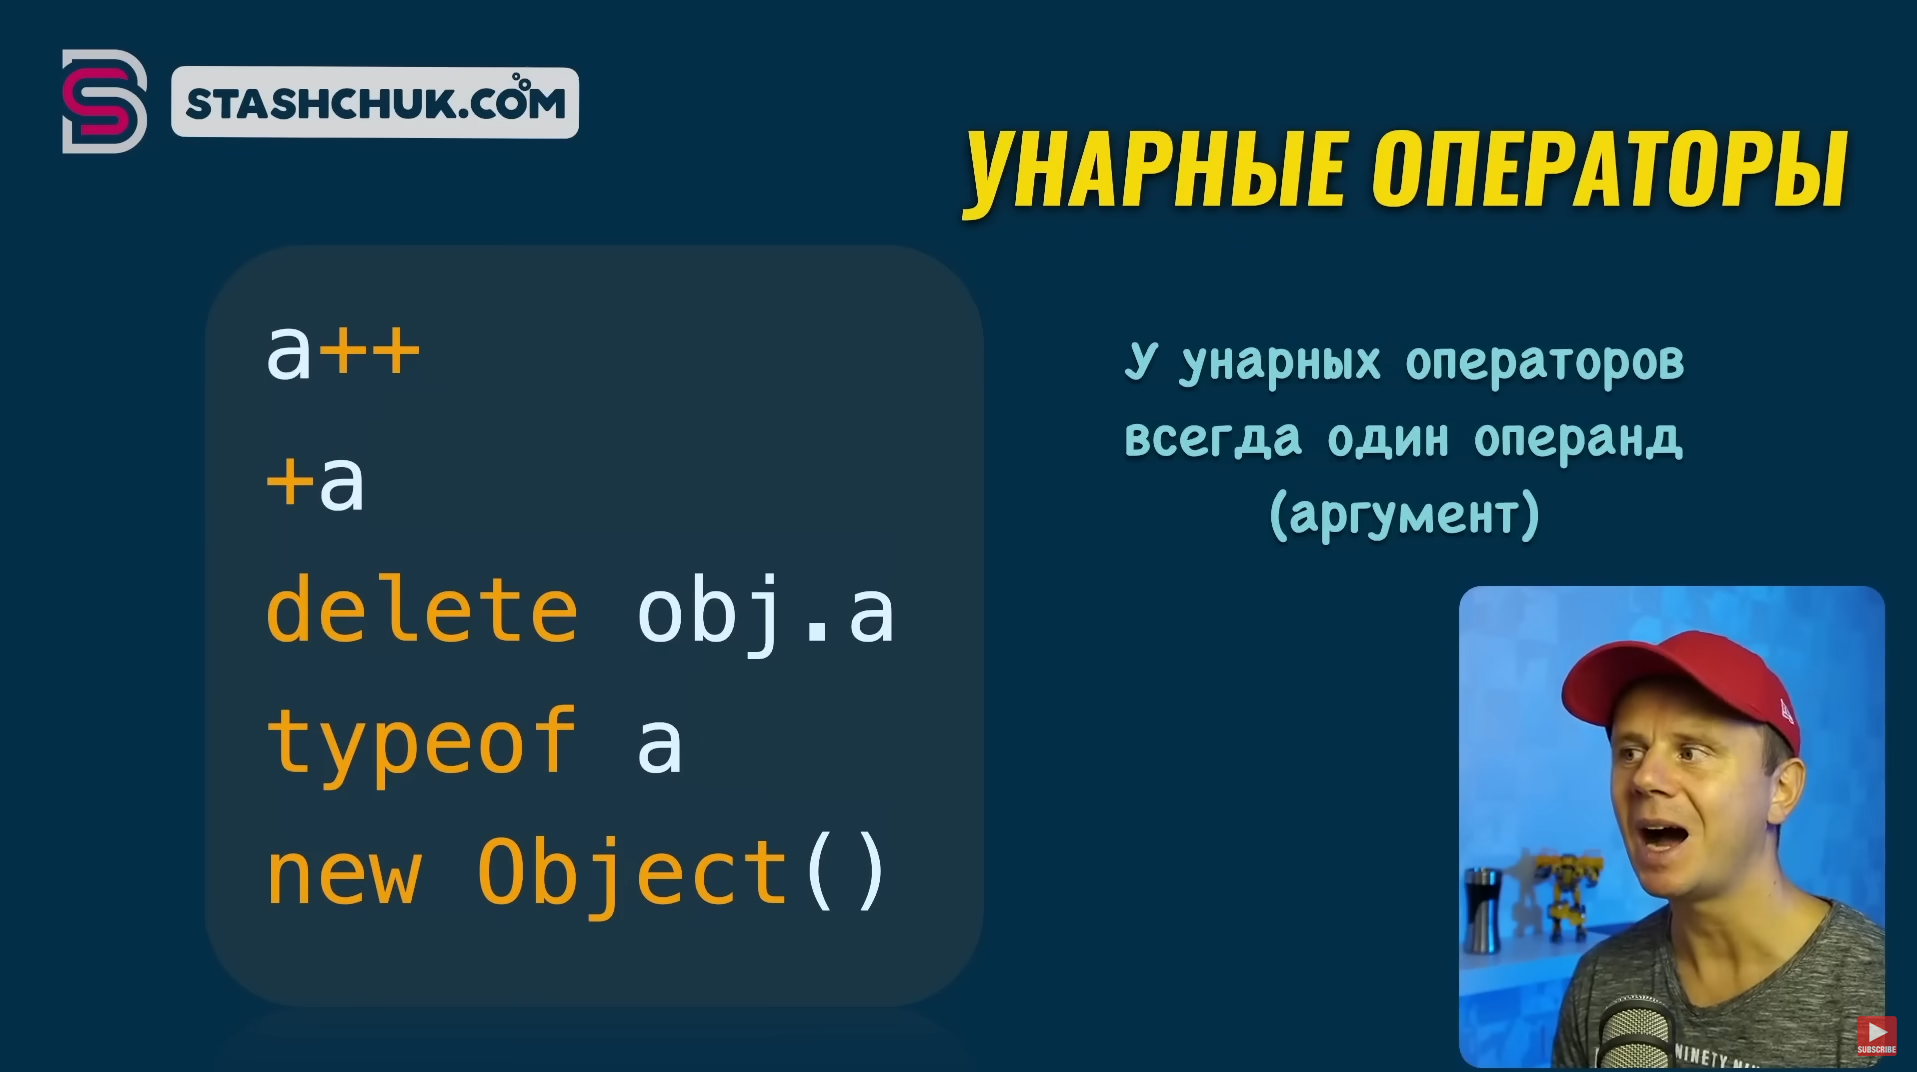 STASHCHUK.COM
УНАРНЫЕ ОПЕРАТОРЫ
a++
+a
delete obj.a
typeof a
new Object()
У унарных операторов
всегда один операнд
(аргумент)
SUBSCRIBE